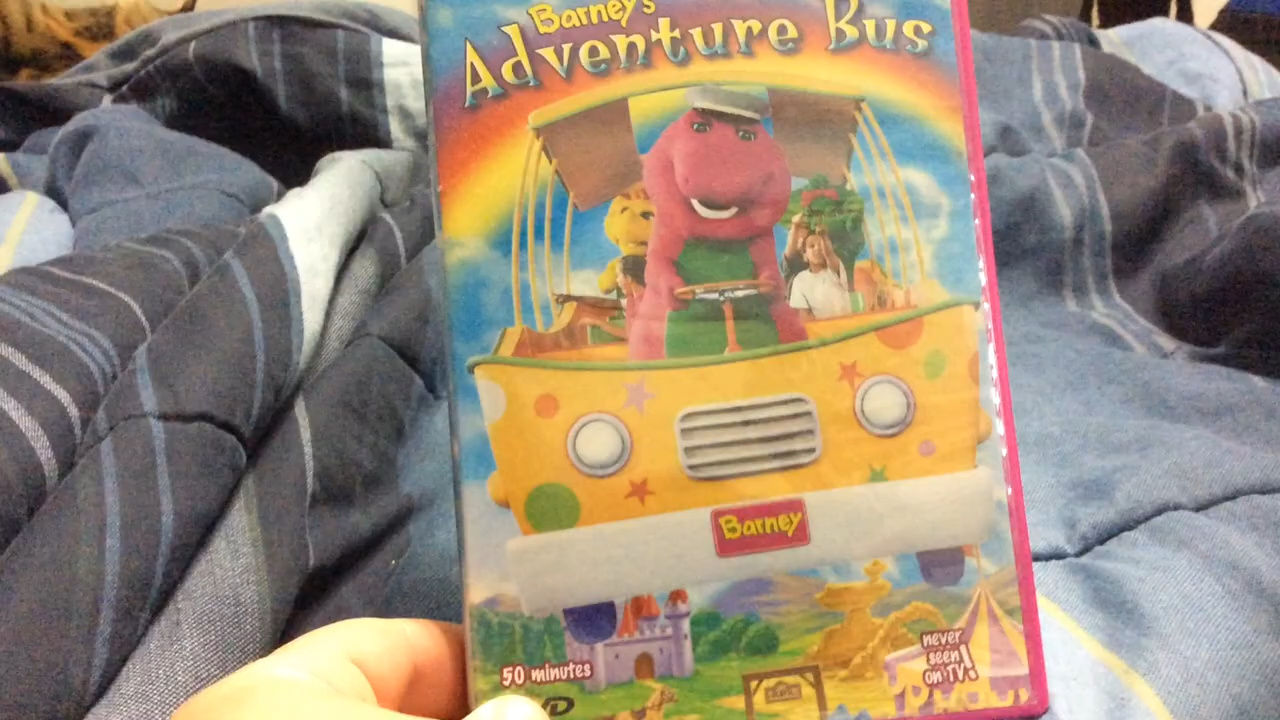 Barney's
Adventure Bus
Barney
never
seen
on TV!
50 minutes